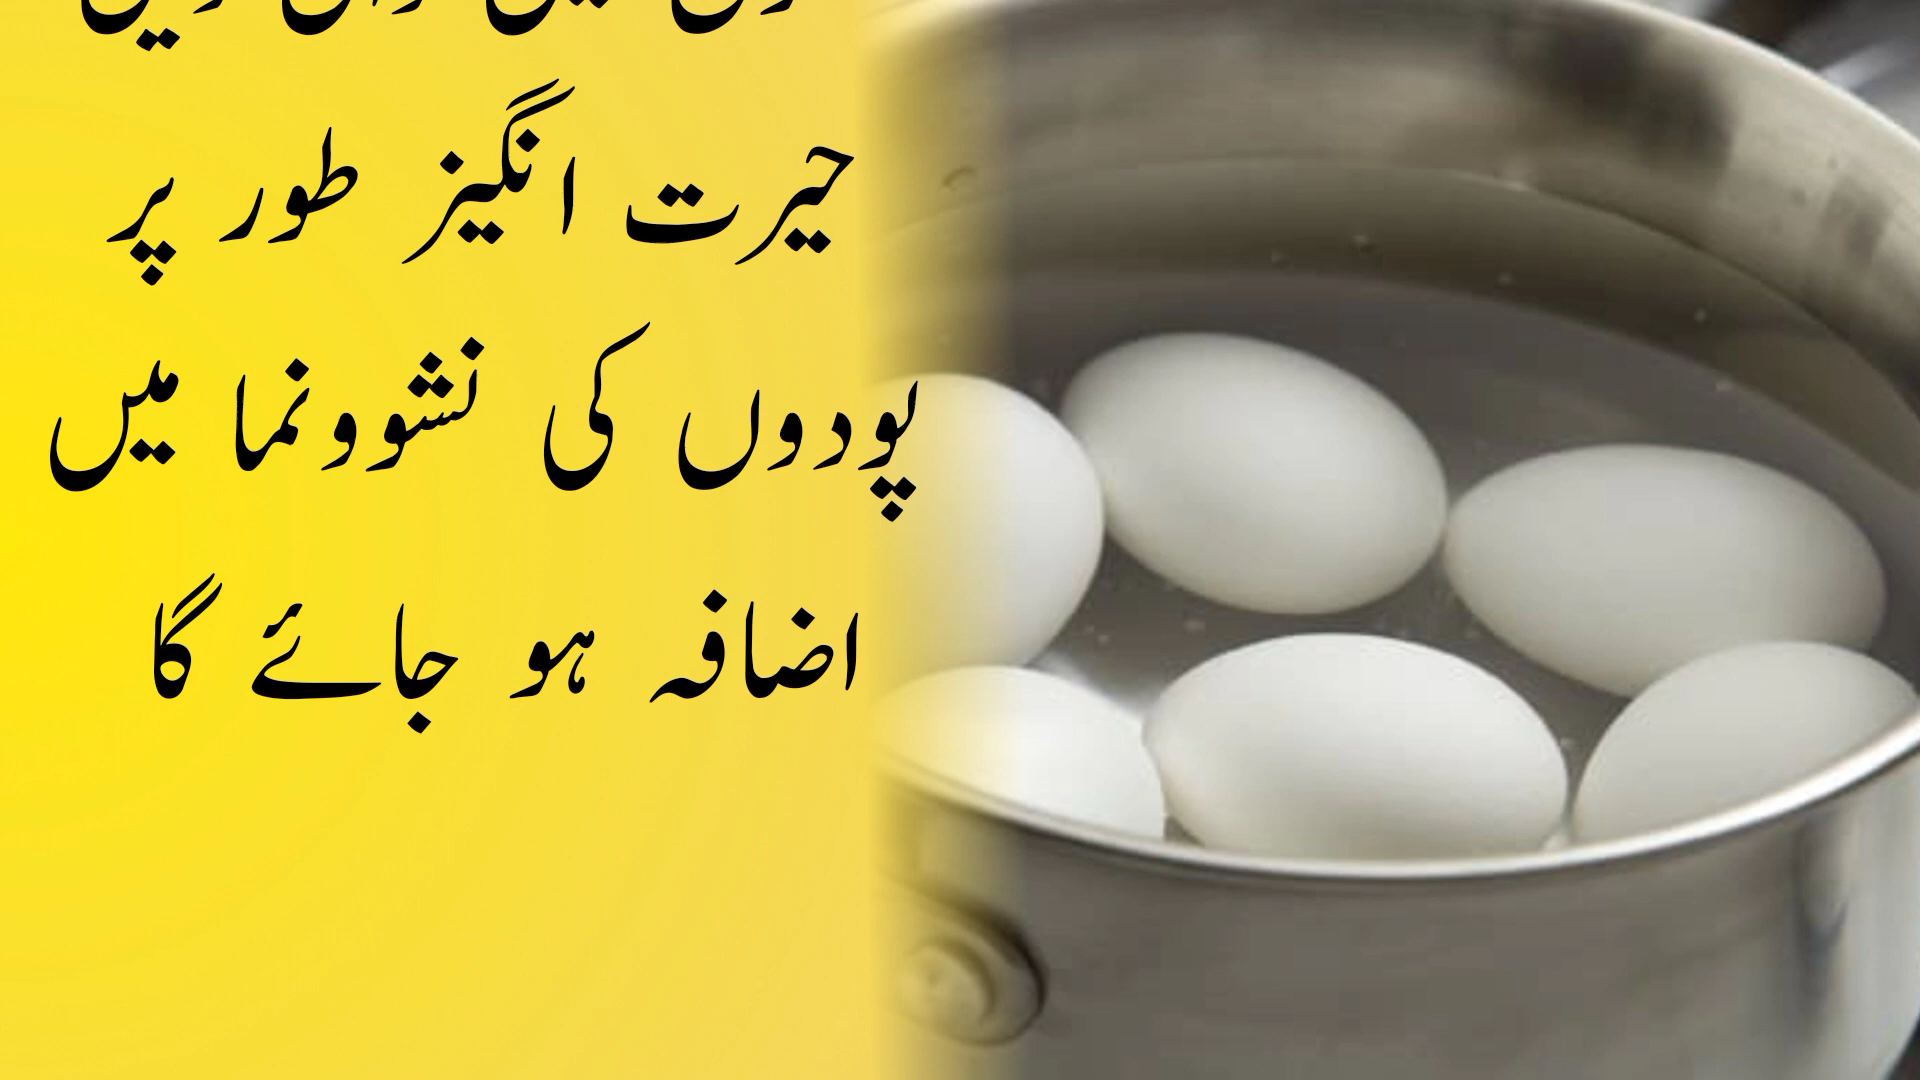 حیرت انگیز طور پر
پودوں کی نشوونما میں
اضافہ ہو جائے گا